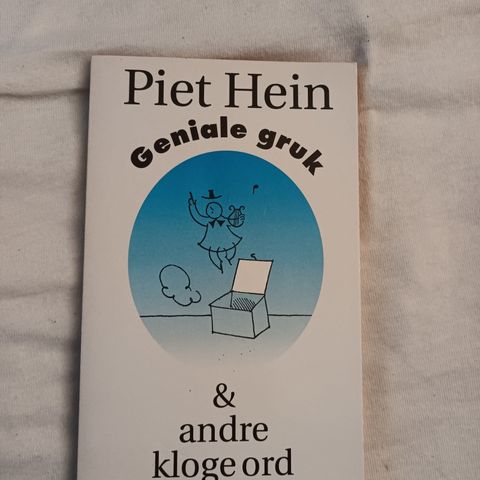 Piet Hein
Geniale gruk
&
andre
kloge ord